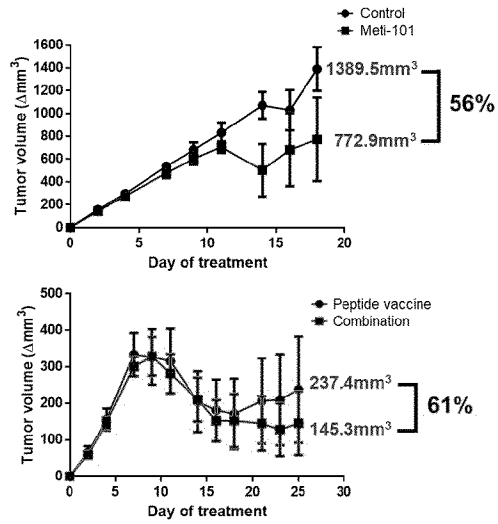 Control
Meti-101
Tumor volume (Δmm³)
1600
1400
1200
1000
800
600
400
200
0
1389.5mm³
772.9mm³
56%
0 5 10 15 20
Day of treatment
Peptide vaccine
Combination
Tumor volume (Δmm³)
500
400
300
200
100
0
237.4mm³
145.3mm³
61%
0 5 10 15 20 25 30
Day of treatment